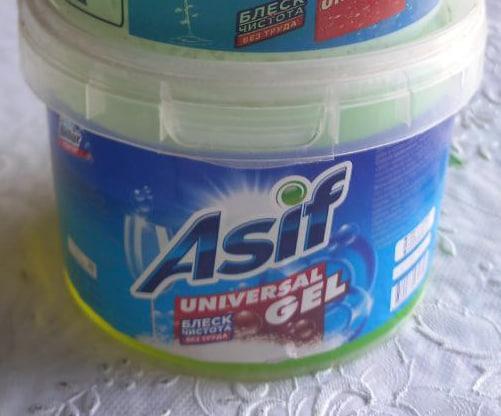 БЛЕСК
ЧИСТОТА
БЕЗ ТРУДА
Asif
UNIVERSAL
GEL
БЛЕСК
ЧИСТОТА
БЕЗ ТРУДА